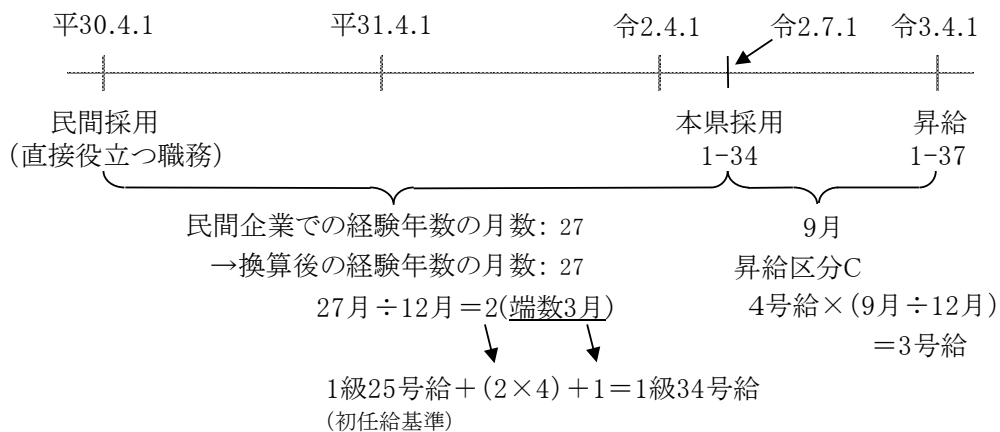 平30.4.1 平31.4.1 令2.4.1 令2.7.1 令3.4.1
民間採用 本県採用 昇給
(直接役立つ職務) 1-34 1-37
民間企業での経験年数の月数: 27 9月
→換算後の経験年数の月数: 27 昇給区分C
27月÷12月=2(端数3月) 4号給×(9月÷12月)
=3号給
1級25号給+(2×4)+1=1級34号給
(初任給基準)